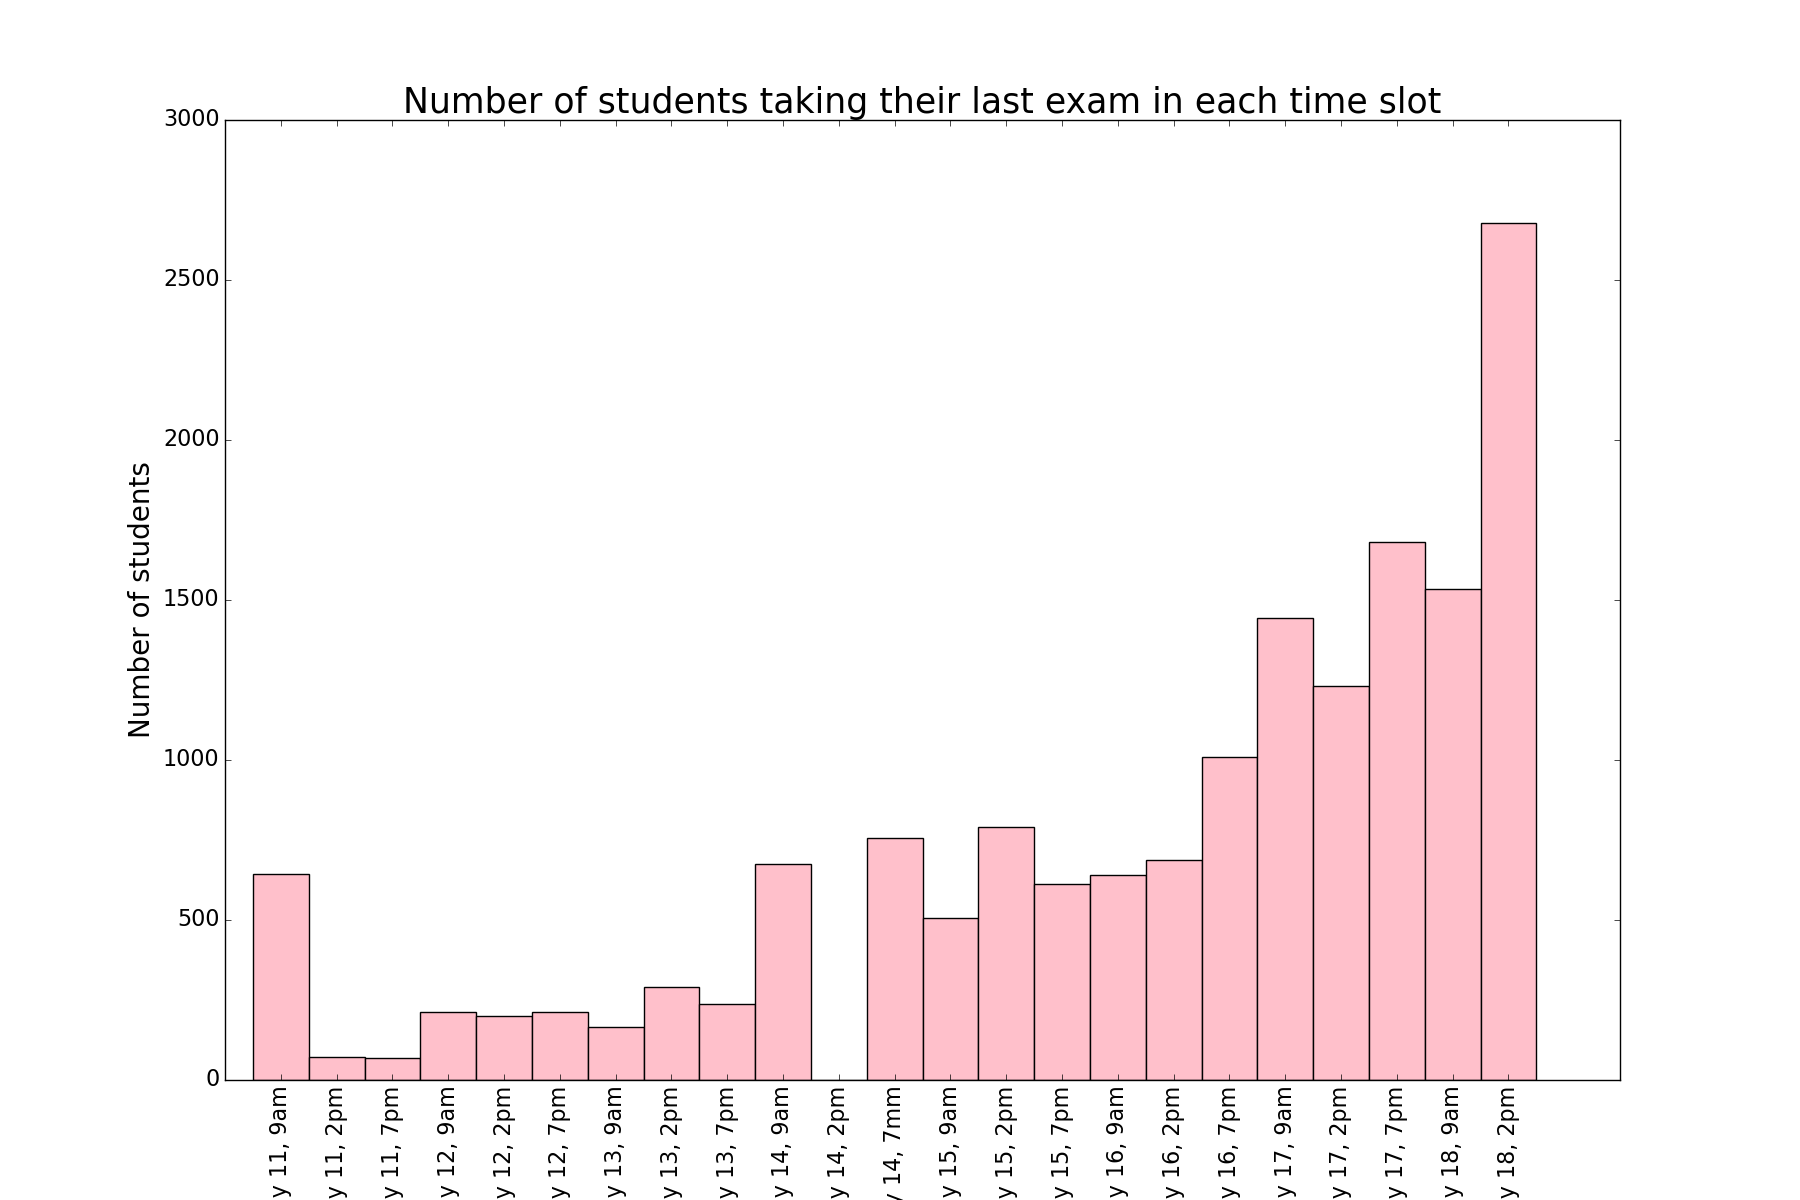 Number of students taking their last exam in each time slot
3000
2500
2000
1500
1000
500
0
Number of students
y 11, 9am
y 11, 2pm
y 11, 7pm
y 12, 9am
y 12, 2pm
y 12, 7pm
y 13, 9am
y 13, 2pm
y 13, 7pm
y 14, 9am
y 14, 2pm
y 14, 7mm
y 15, 9am
y 15, 2pm
y 15, 7pm
y 16, 9am
y 16, 2pm
y 16, 7pm
y 17, 9am
y 17, 2pm
y 17, 7pm
y 18, 9am
y 18, 2pm